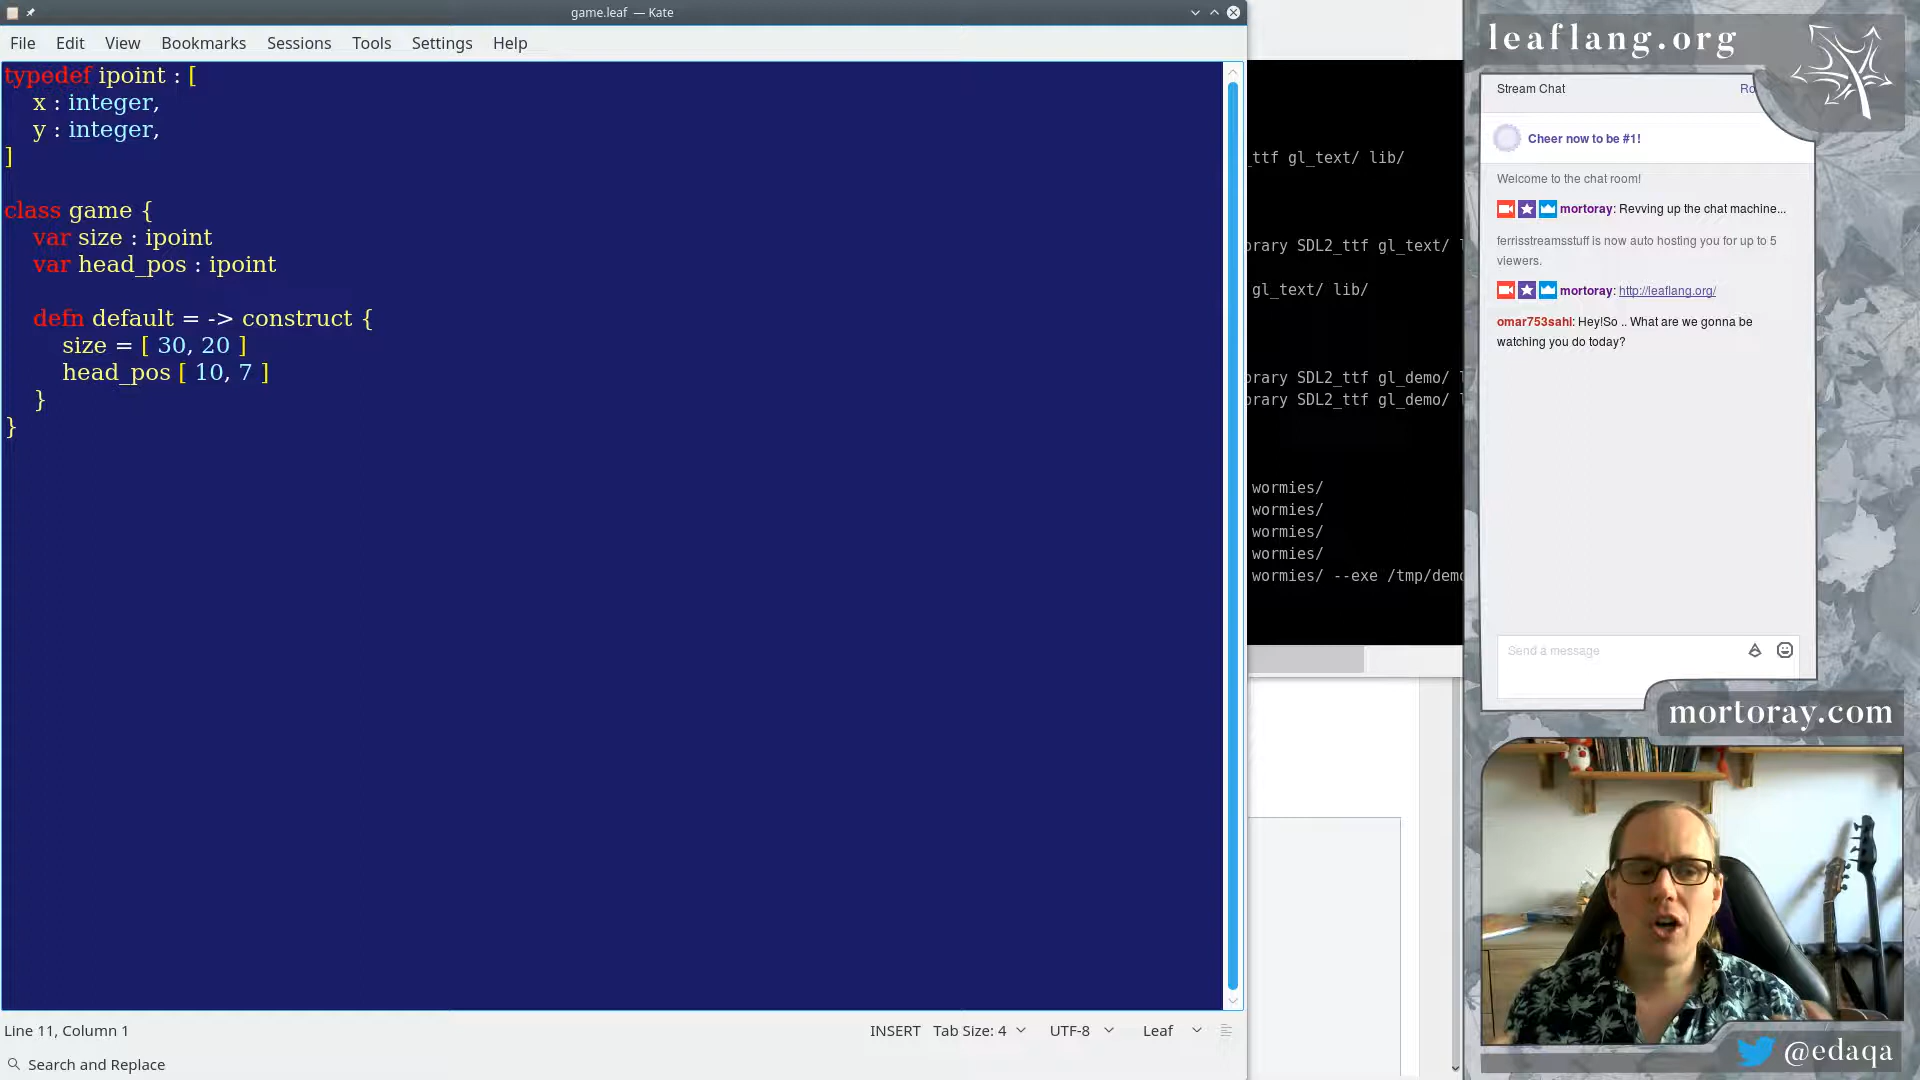 game.leaf — Kate
File Edit View Bookmarks Sessions Tools Settings Help
typedef ipoint : [
x : integer,
y : integer,
]
class game {
var size : ipoint
var head_pos : ipoint
defn default = -> construct {
size = [ 30, 20 ]
head_pos [ 10, 7 ]
}
}
Line 11, Column 1
INSERT Tab Size: 4 UTF-8 Leaf
Search and Replace
_ttf gl_text/ lib/
brary SDL2_ttf gl_text/ l
gl_text/ lib/
brary SDL2_ttf gl_demo/ l
brary SDL2_ttf gl_demo/ l
wormies/
wormies/
wormies/
wormies/
wormies/ --exe /tmp/demo
leaflang.org
Stream Chat Ro
Cheer now to be #1!
Welcome to the chat room!
mortoray: Revving up the chat machine...
ferrisstreamsstuff is now auto hosting you for up to 5
viewers.
mortoray: http://leaflang.org/
omar753sahl: Hey!So .. What are we gonna be
watching you do today?
Send a message
mortoray.com
@edaqa